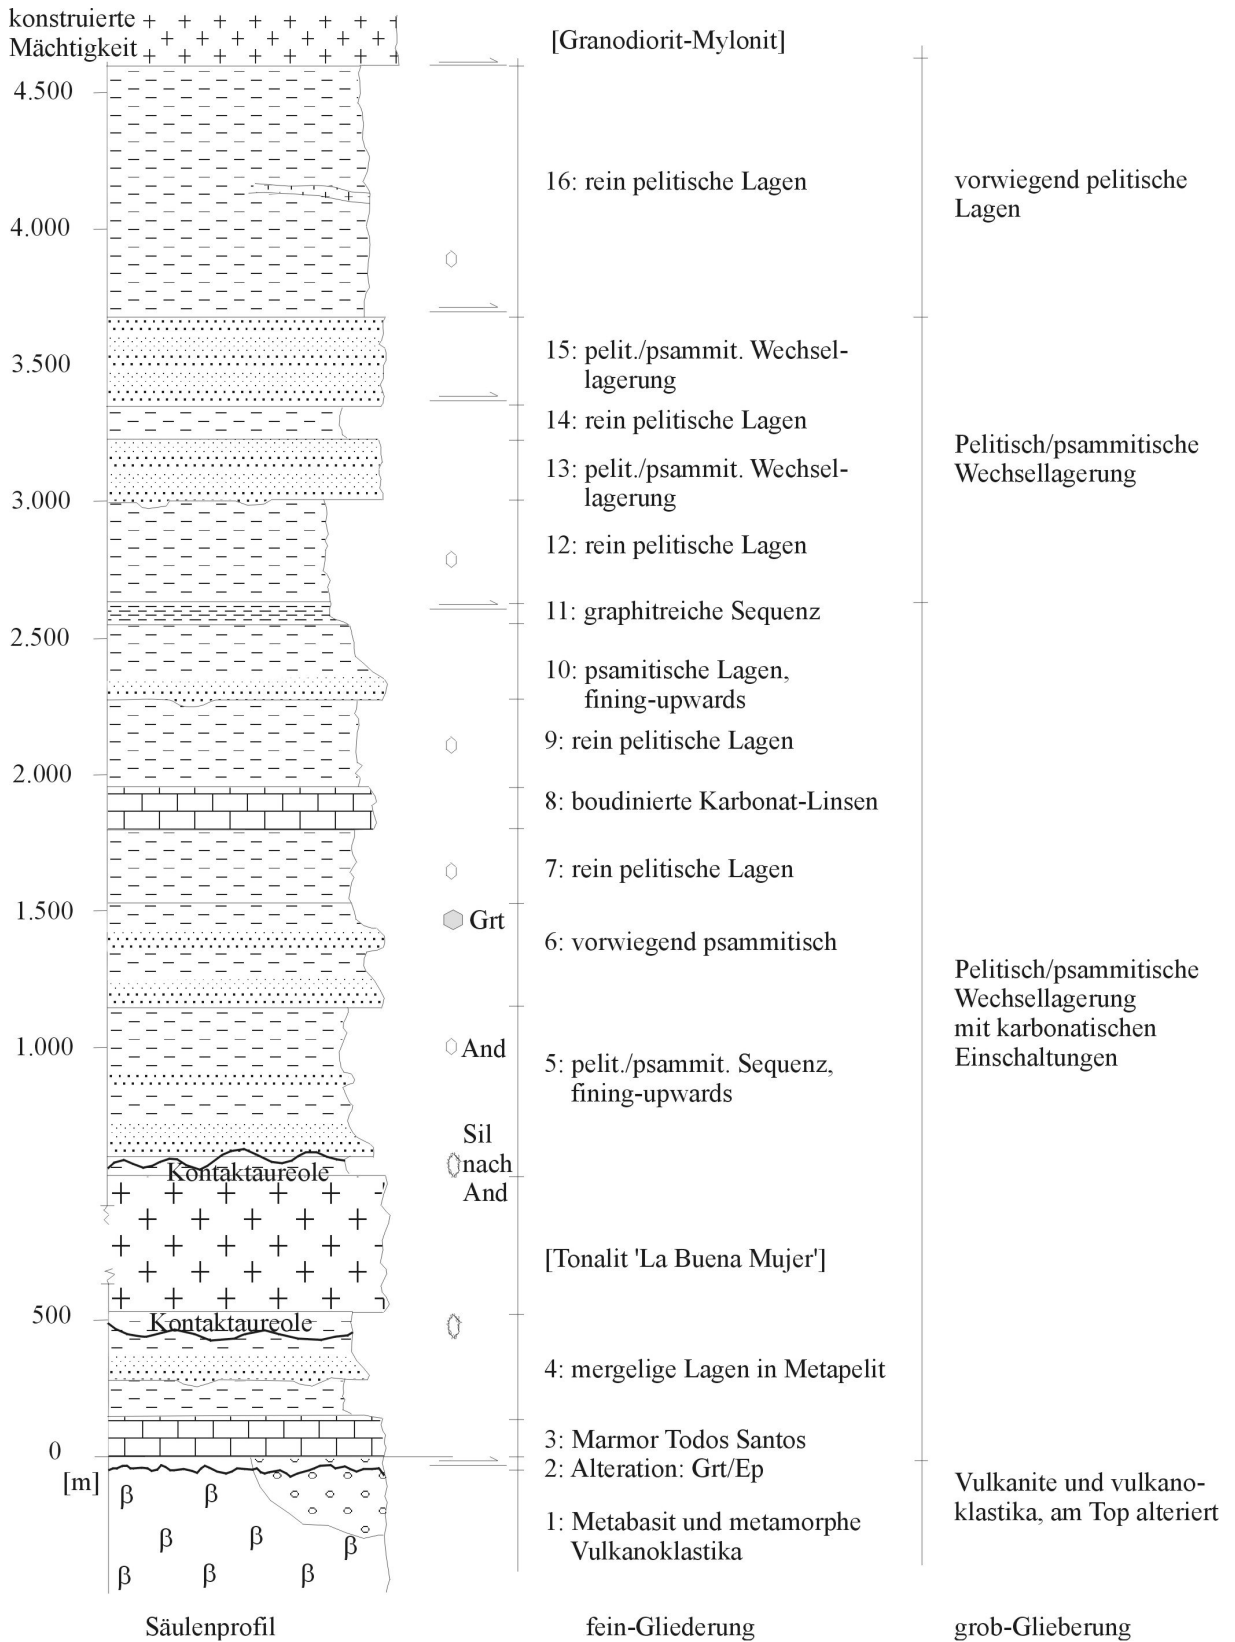 konstruierte
Mächtigkeit
[Granodiorit-Mylonit]
4.500
16: rein pelitische Lagen
vorwiegend pelitische
Lagen
4.000
3.500
15: pelit./psammit. Wechsel-
lagerung
14: rein pelitische Lagen
13: pelit./psammit. Wechsel-
lagerung
Pelitisch/psammitische
Wechsellagerung
3.000
12: rein pelitische Lagen
11: graphitreiche Sequenz
2.500
10: psamitische Lagen,
fining-upwards
9: rein pelitische Lagen
2.000
8: boudinierte Karbonat-Linsen
7: rein pelitische Lagen
1.500
Grt
6: vorwiegend psammitisch
Pelitisch/psammitische
Wechsellagerung
mit karbonatischen
Einschaltungen
1.000
And
5: pelit./psammit. Sequenz,
fining-upwards
Sil
nach
And
Kontaktaureole
[Tonalit 'La Buena Mujer']
500
Kontaktaureole
4: mergelige Lagen in Metapelit
3: Marmor Todos Santos
0
2: Alteration: Grt/Ep
[m]
β β
β β β
β β β
1: Metabasit und metamorphe
Vulkanoklastika
Vulkanite und vulkano-
klastika, am Top alteriert
Säulenprofil
fein-Gliederung
grob-Glieberung